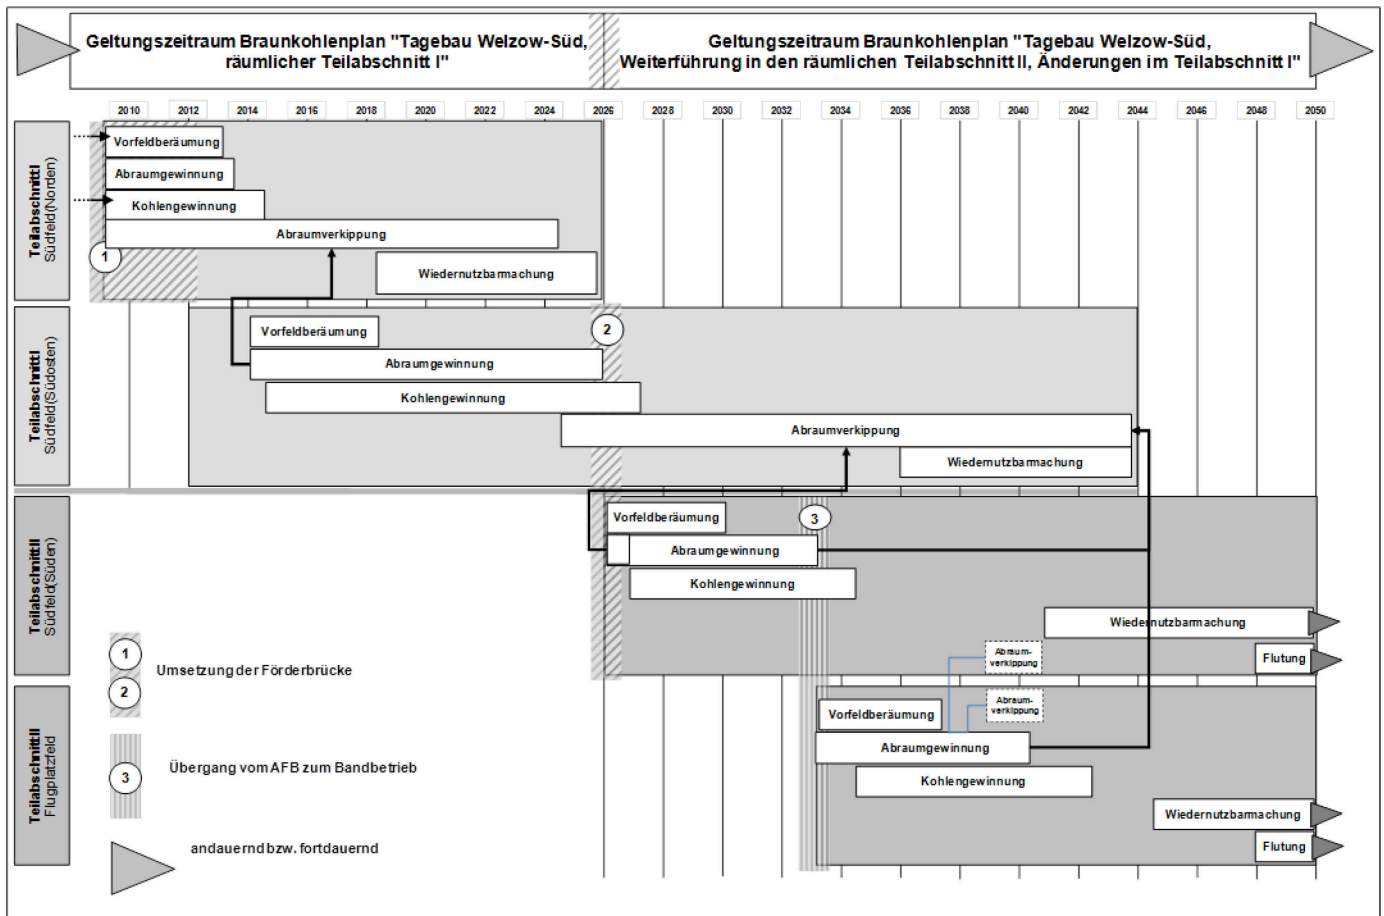 Geltungszeitraum Braunkohlenplan "Tagebau Welzow-Süd,
räumlicher Teilabschnitt I"
Geltungszeitraum Braunkohlenplan "Tagebau Welzow-Süd,
Weiterführung in den räumlichen Teilabschnitt II, Änderungen im Teilabschnitt I"
2010 2012 2014 2016 2018 2020 2022 2024 2026 2028 2030 2032 2034 2036 2038 2040 2042 2044 2046 2048 2050
Teilabschnitt I
Südfeld (Norden)
Vorfeldberäumung
Abraumgewinnung
Kohlengewinnung
Abraumverkippung
1
Wiedernutzbarmachung
Teilabschnitt I
Südfeld (Südosten)
Vorfeldberäumung
2
Abraumgewinnung
Kohlengewinnung
Abraumverkippung
Wiedernutzbarmachung
Teilabschnitt II
Südfeld (Süden)
Vorfeldberäumung
3
Abraumgewinnung
Kohlengewinnung
Wiedernutzbarmachung
Abraum-
verkippung
Flutung
Teilabschnitt II
Flugplatzfeld
Abraum-
verkippung
Vorfeldberäumung
Abraumgewinnung
Kohlengewinnung
Wiedernutzbarmachung
Flutung
1
Umsetzung der Förderbrücke
2
3
Übergang vom AFB zum Bandbetrieb
andauernd bzw. fortdauernd